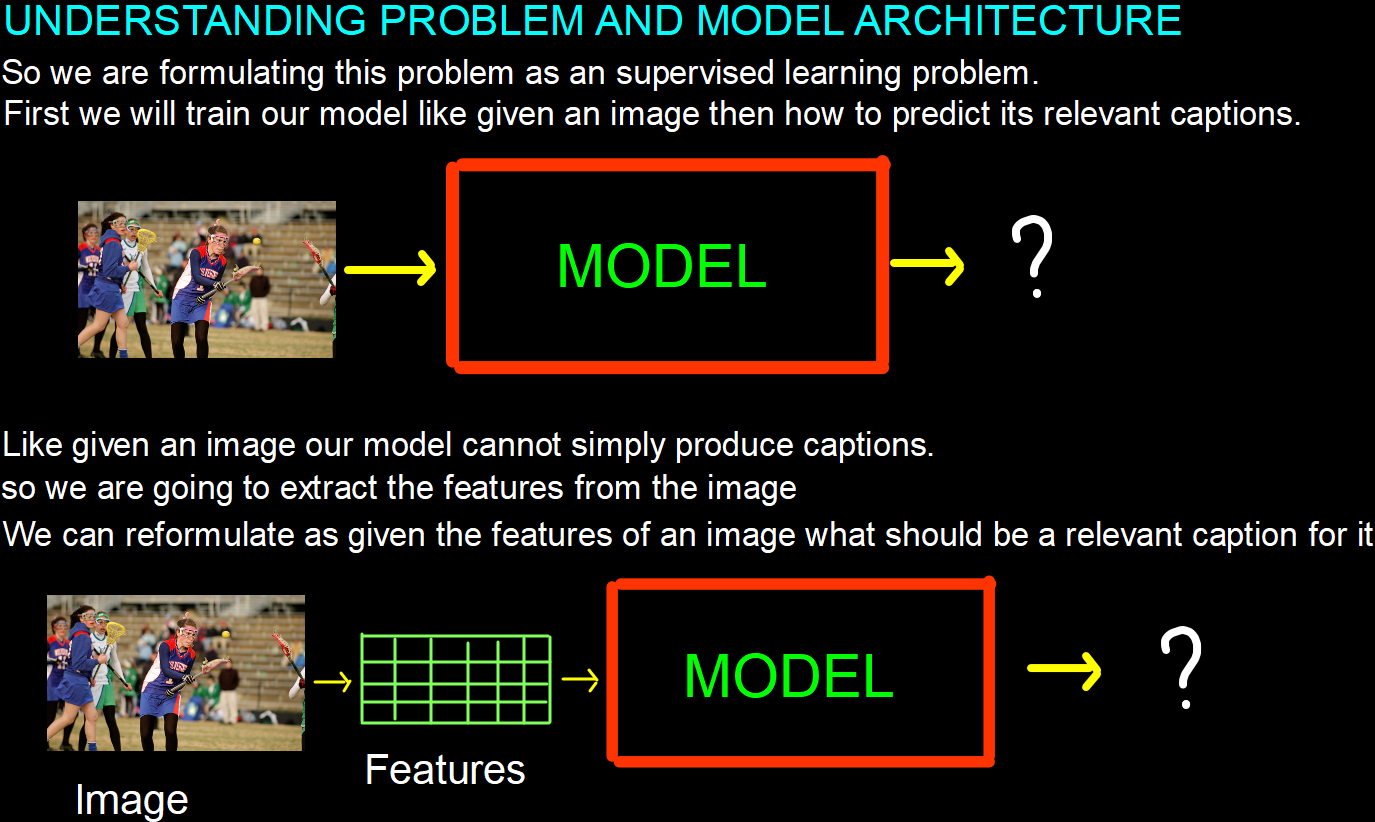 UNDERSTANDING PROBLEM AND MODEL ARCHITECTURE
So we are formulating this problem as an supervised learning problem.
First we will train our model like given an image then how to predict its relevant captions.
MODEL
?
Like given an image our model cannot simply produce captions.
so we are going to extract the features from the image
We can reformulate as given the features of an image what should be a relevant caption for it
MODEL
?
Features
Image